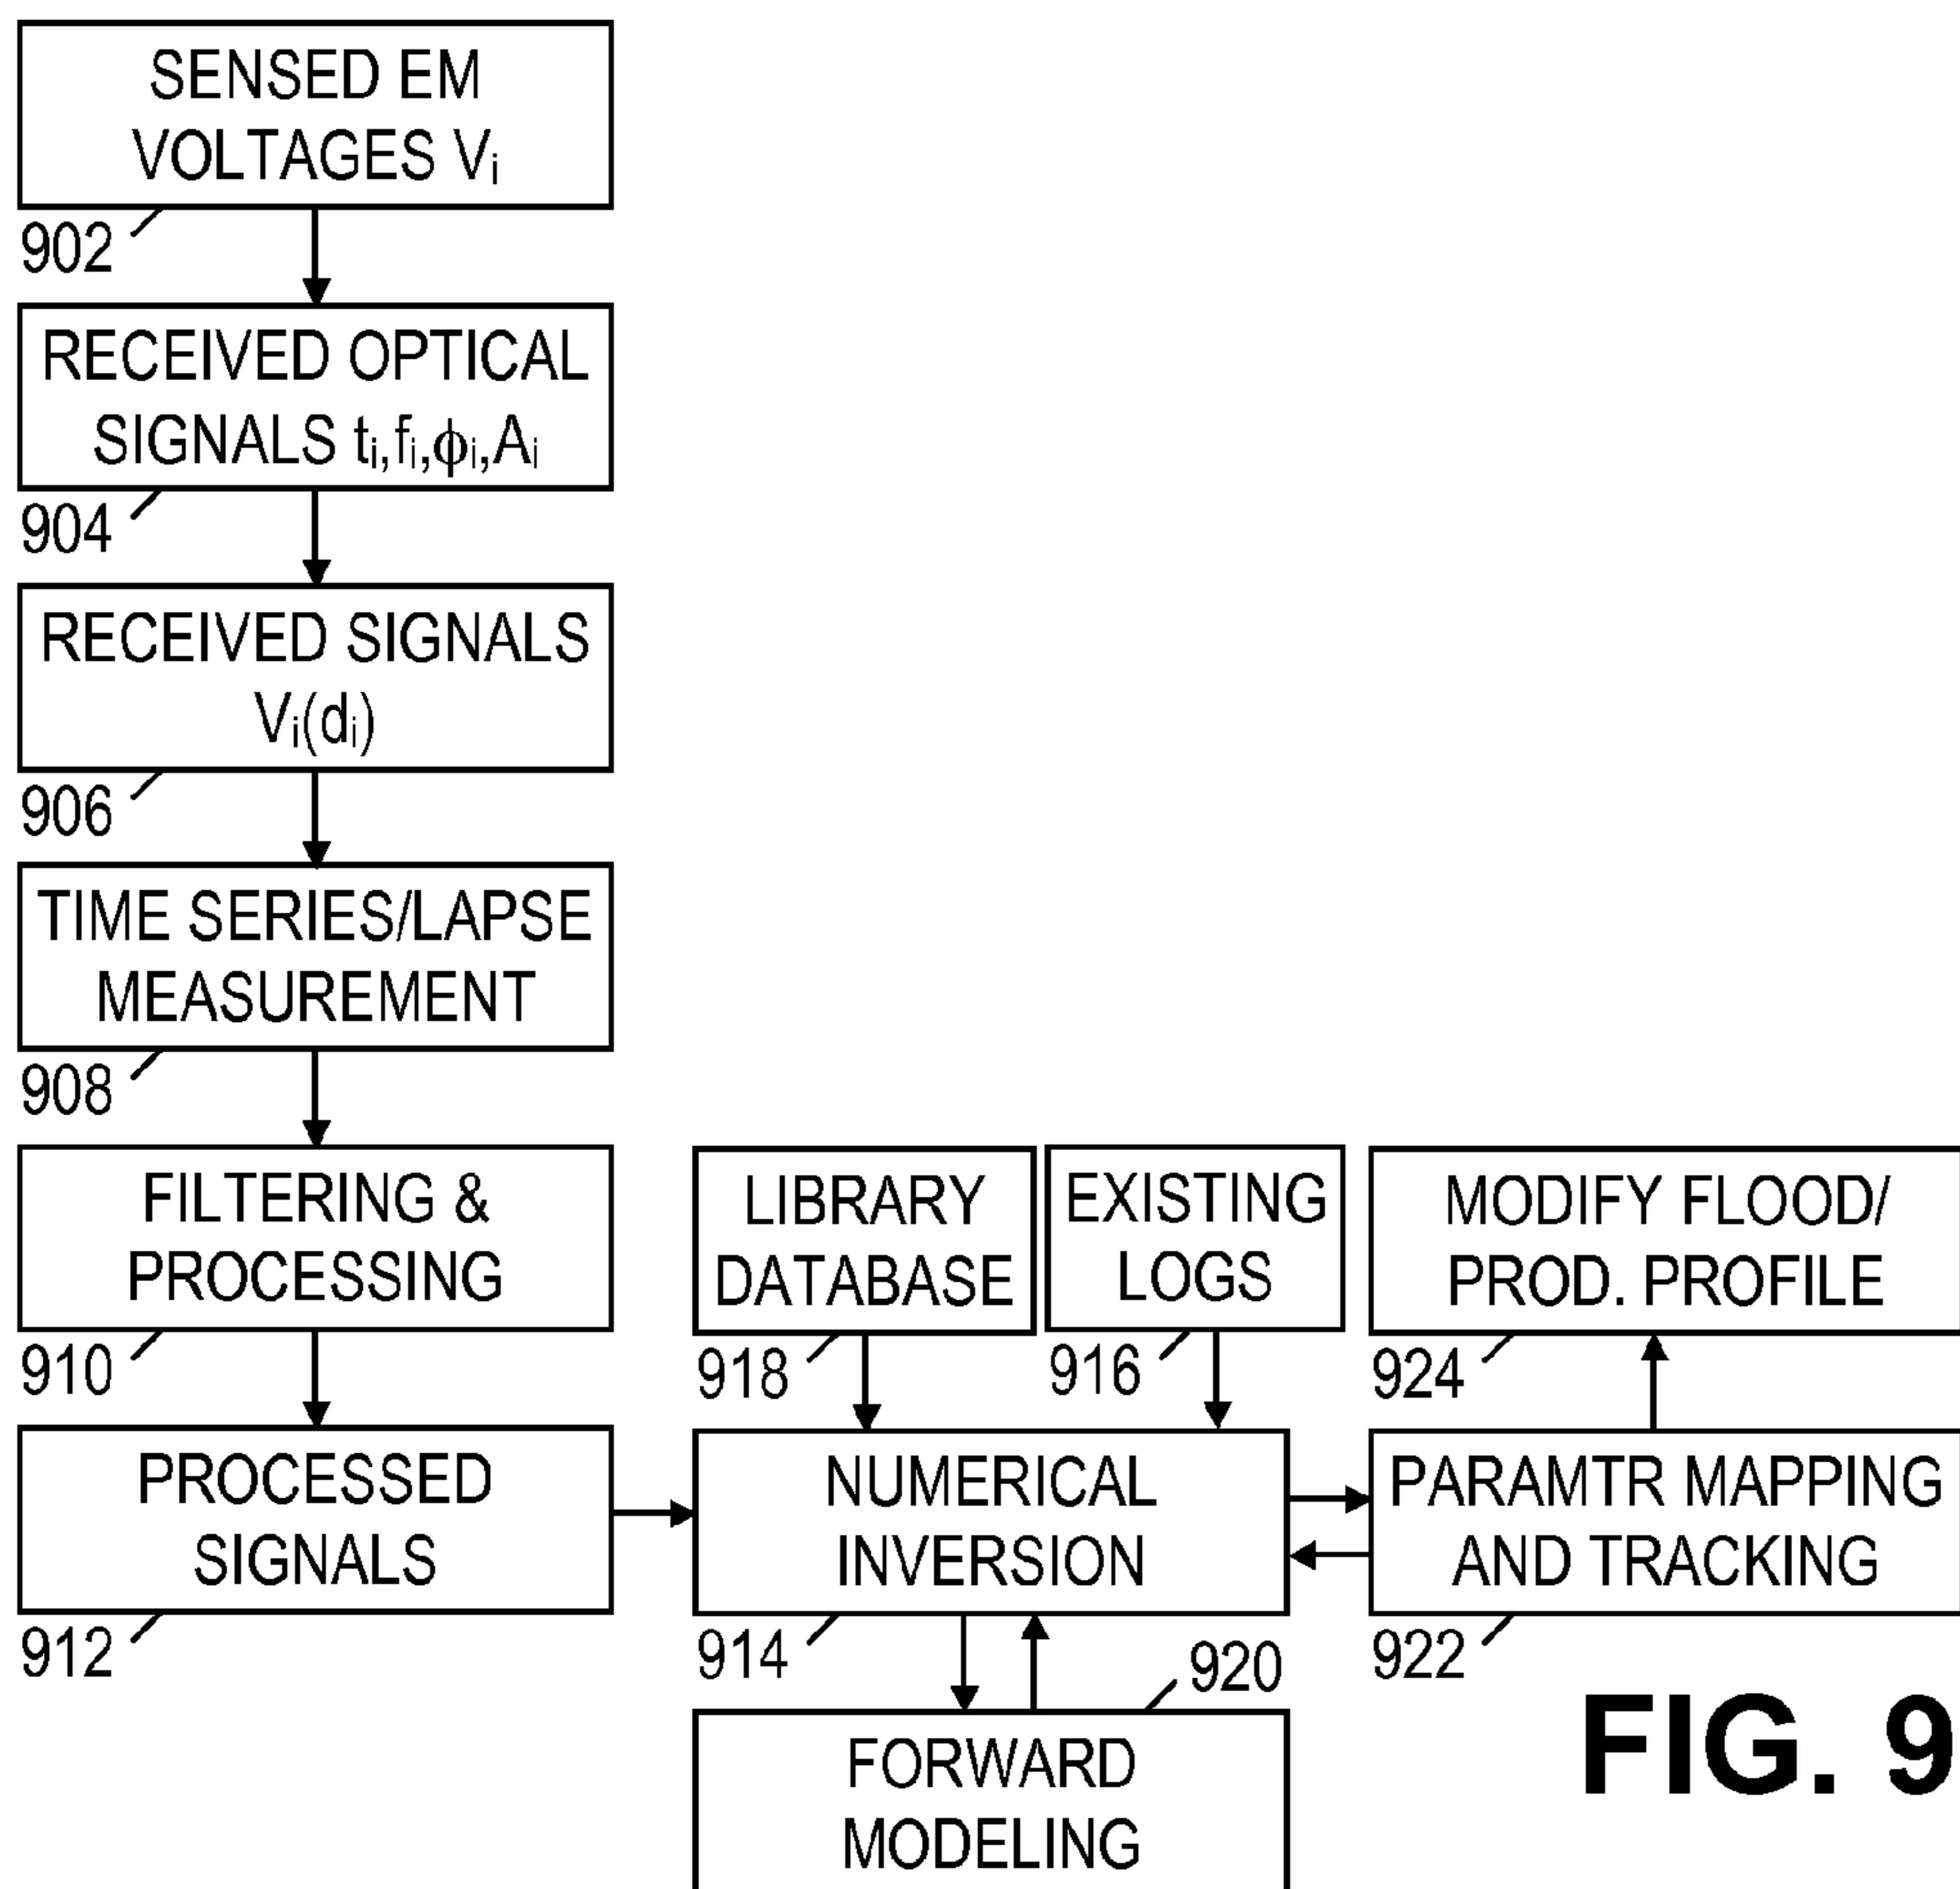 SENSED EM
VOLTAGES Vi
902
RECEIVED OPTICAL
SIGNALS ti,fi,ϕi,Ai
904
RECEIVED SIGNALS
Vi(di)
906
TIME SERIES/LAPSE
MEASUREMENT
908
FILTERING &
PROCESSING
910
PROCESSED
SIGNALS
912
LIBRARY
DATABASE
918
EXISTING
LOGS
916
MODIFY FLOOD/
PROD. PROFILE
924
NUMERICAL
INVERSION
914
PARAMTR MAPPING
AND TRACKING
922
920
FORWARD
MODELING
FIG. 9